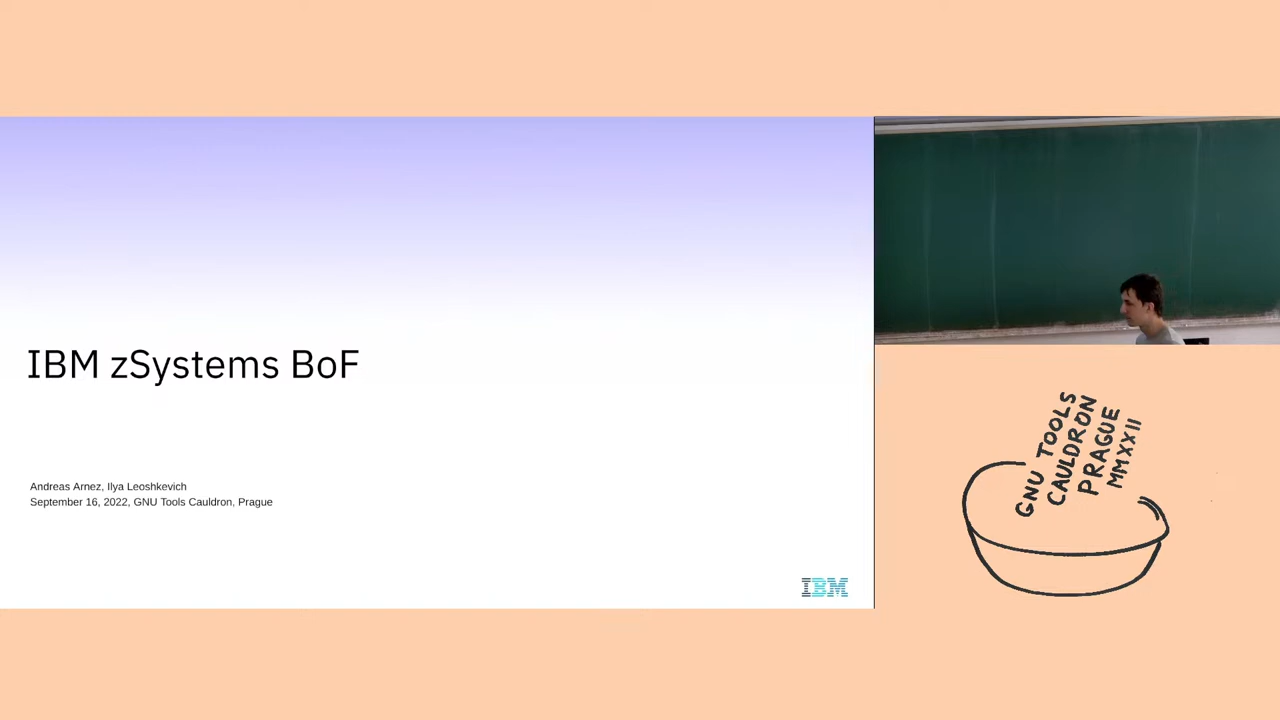 IBM zSystems BoF
Andreas Arnez, Ilya Leoshkevich
September 16, 2022, GNU Tools Cauldron, Prague
IBM
GNU TOOLS
CAULDRON
PRAGUE
MMXXII